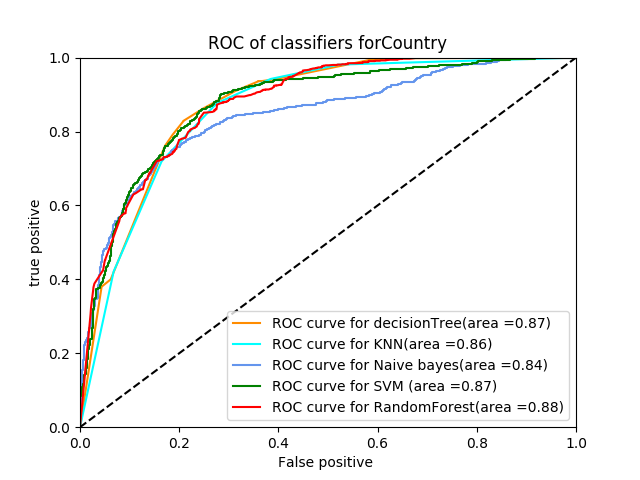 ROC of classifiers forCountry
true positive
1.0
0.8
0.6
0.4
0.2
0.0
ROC curve for decisionTree(area =0.87)
ROC curve for KNN(area =0.86)
ROC curve for Naive bayes(area =0.84)
ROC curve for SVM (area =0.87)
ROC curve for RandomForest(area =0.88)
0.0 0.2 0.4 0.6 0.8 1.0
False positive